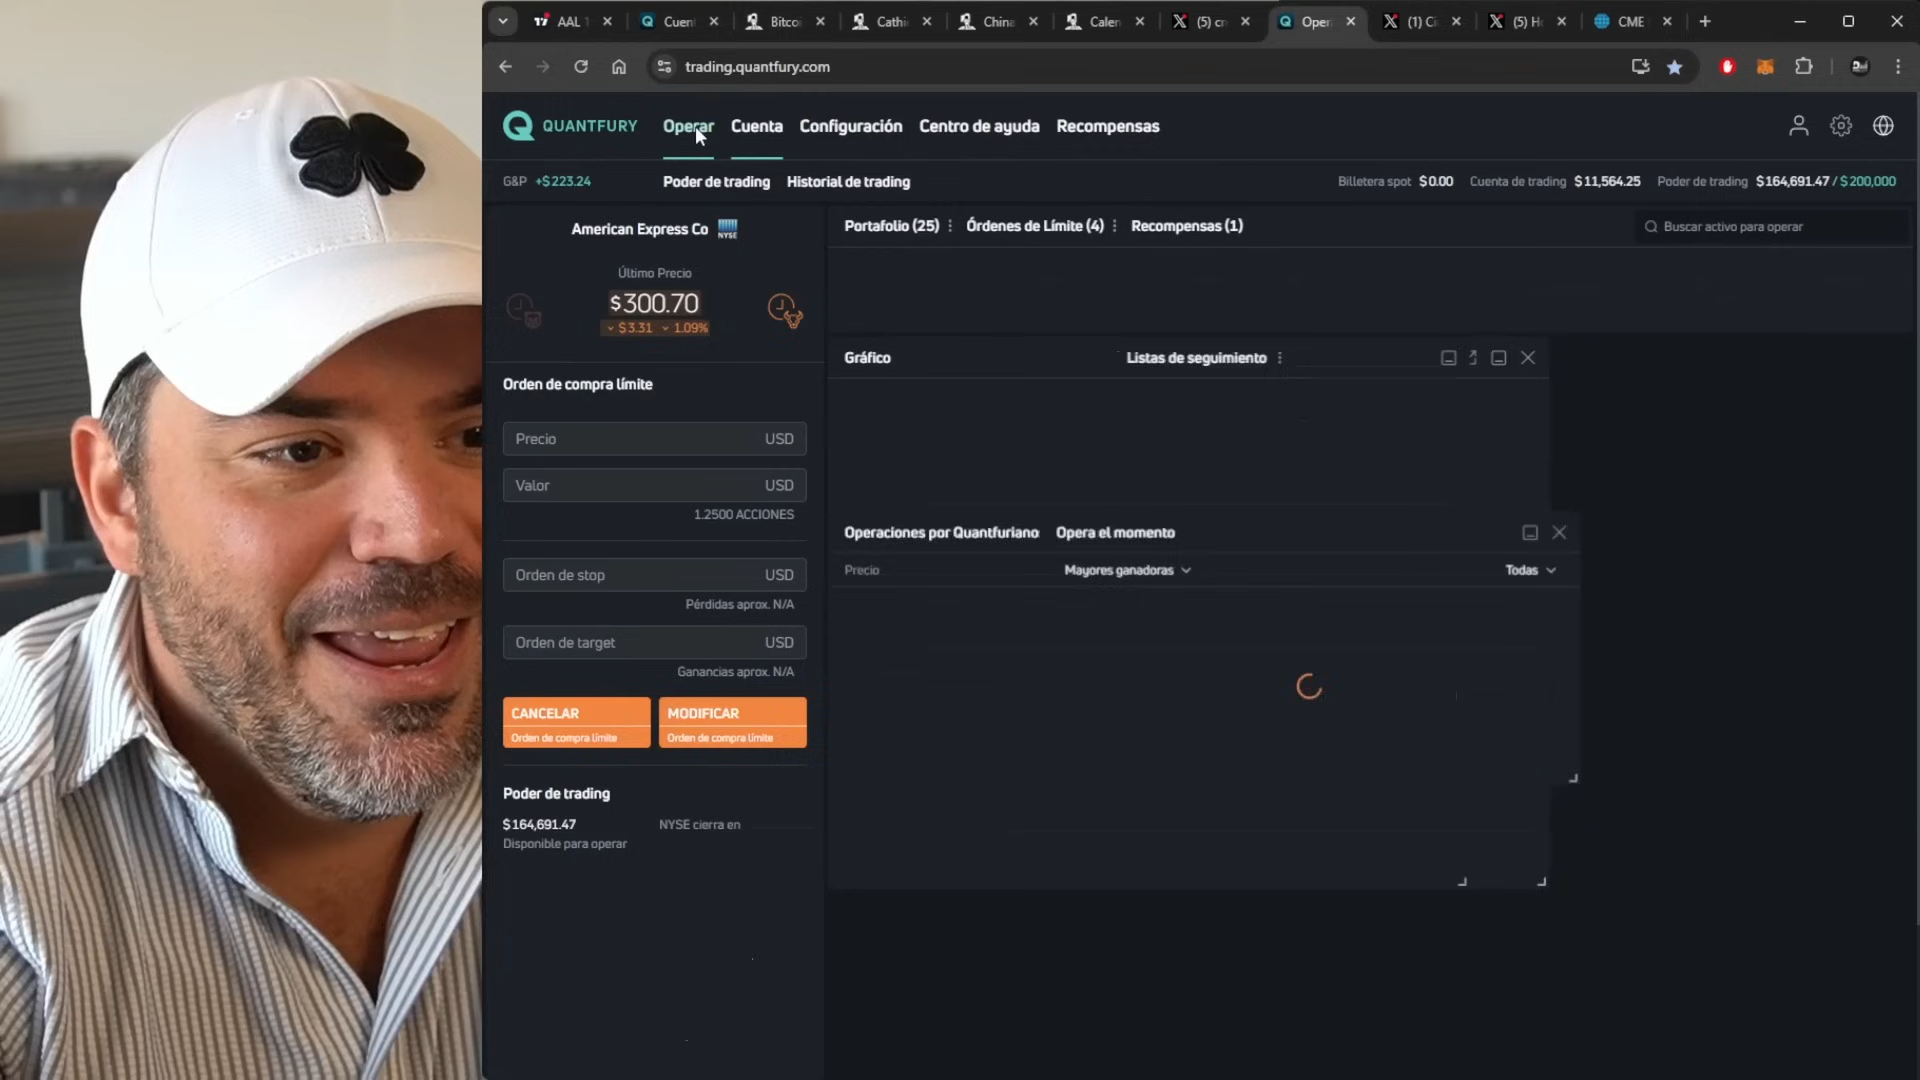 AAL
Cuent
Bitco
Cathi
China
Calen
(5) cr
Oper
(1) Ci
(5) H
CME
trading.quantfury.com
QUANTFURY
Operar
Cuenta
Configuración
Centro de ayuda
Recompensas
G&P +$223.24
Poder de trading
Historial de trading
Billetera spot $0.00
Cuenta de trading $11,564.25
Poder de trading $164,691.47 / $200,000
American Express Co
NYSE
Portafolio (25)
Órdenes de Límite (4)
Recompensas (1)
Buscar activo para operar
Último Precio
$300.70
$3.31 1.09%
Gráfico
Listas de seguimiento
Orden de compra límite
Precio USD
Valor USD
1.2500 ACCIONES
Operaciones por Quantfuriano
Opera el momento
Precio
Mayores ganadoras
Todas
Orden de stop USD
Pérdidas aprox. N/A
Orden de target USD
Ganancias aprox. N/A
CANCELAR
Orden de compra límite
MODIFICAR
Orden de compra límite
Poder de trading
$164,691.47
NYSE cierra en
Disponible para operar